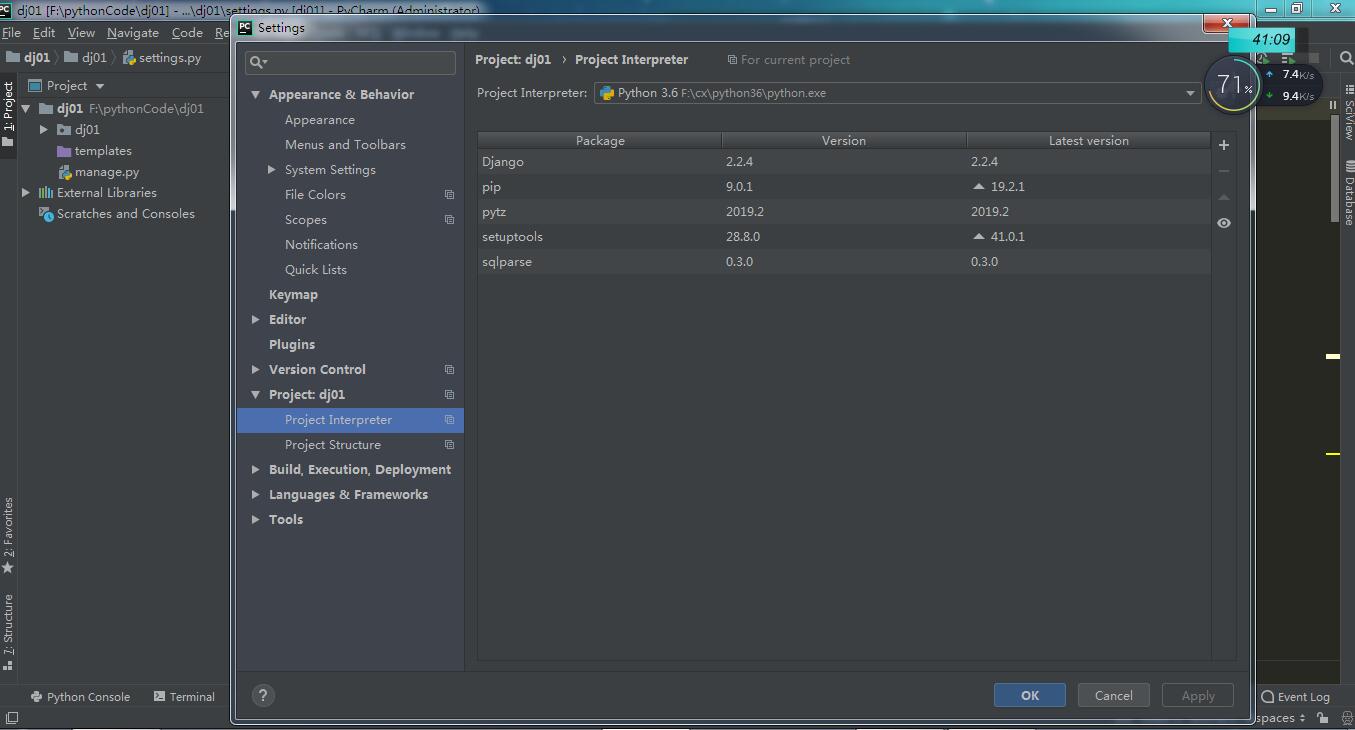 dj01 [F:\pythonCode\dj01] - ...\dj01\settings.py [dj01] - PyCharm (Administrator)
File Edit View Navigate Code Re
dj01 dj01 settings.py
Project
dj01 F:\pythonCode\dj01
dj01
templates
manage.py
External Libraries
Scratches and Consoles
1: Project
2: Favorites
7: Structure
Python Console Terminal
PC Settings
Appearance & Behavior
Appearance
Menus and Toolbars
System Settings
File Colors
Scopes
Notifications
Quick Lists
Keymap
Editor
Plugins
Version Control
Project: dj01
Project Interpreter
Project Structure
Build, Execution, Deployment
Languages & Frameworks
Tools
Project: dj01 › Project Interpreter For current project
Project Interpreter: Python 3.6 F:\cx\python36\python.exe
Package Version Latest version
Django 2.2.4 2.2.4
pip 9.0.1 19.2.1
pytz 2019.2 2019.2
setuptools 28.8.0 41.0.1
sqlparse 0.3.0 0.3.0
? OK Cancel Apply
41:09
71%
7.4K/s
9.4K/s
SciView
Database
Event Log
spaces